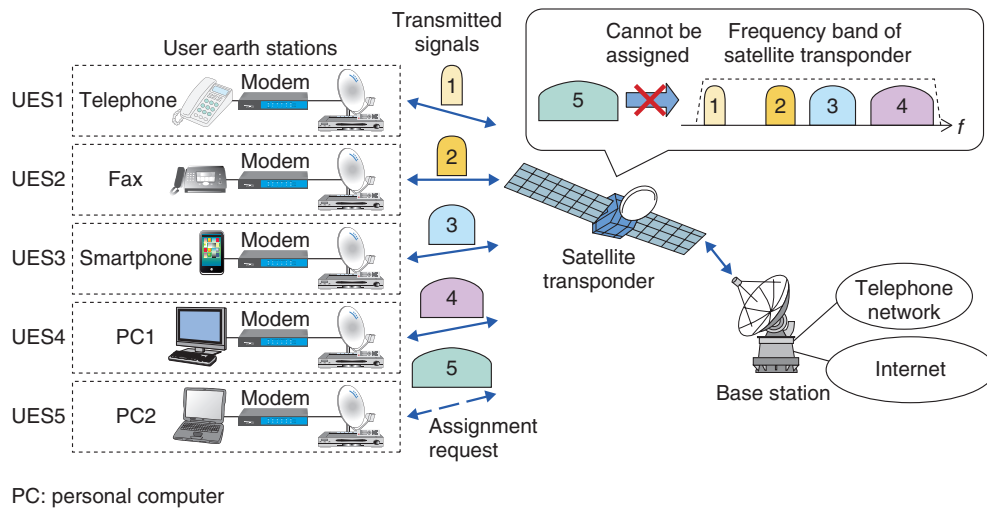 User earth stations
Transmitted
signals
Cannot be
assigned
Frequency band of
satellite transponder
5
1
2
3
4
f
UES1
Telephone
Modem
1
UES2
Fax
Modem
2
UES3
Smartphone
Modem
3
Satellite
transponder
UES4
PC1
Modem
4
Telephone
network
Internet
Base station
UES5
PC2
Modem
5
Assignment
request
PC: personal computer